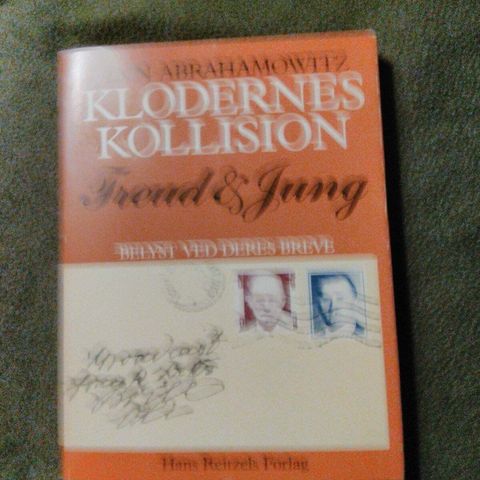 ABRAHAMOWITZ
KLODERNES
KOLLISION
Freud & Jung
BELYST VED DERES BREVE
Hans Reitzels Forlag